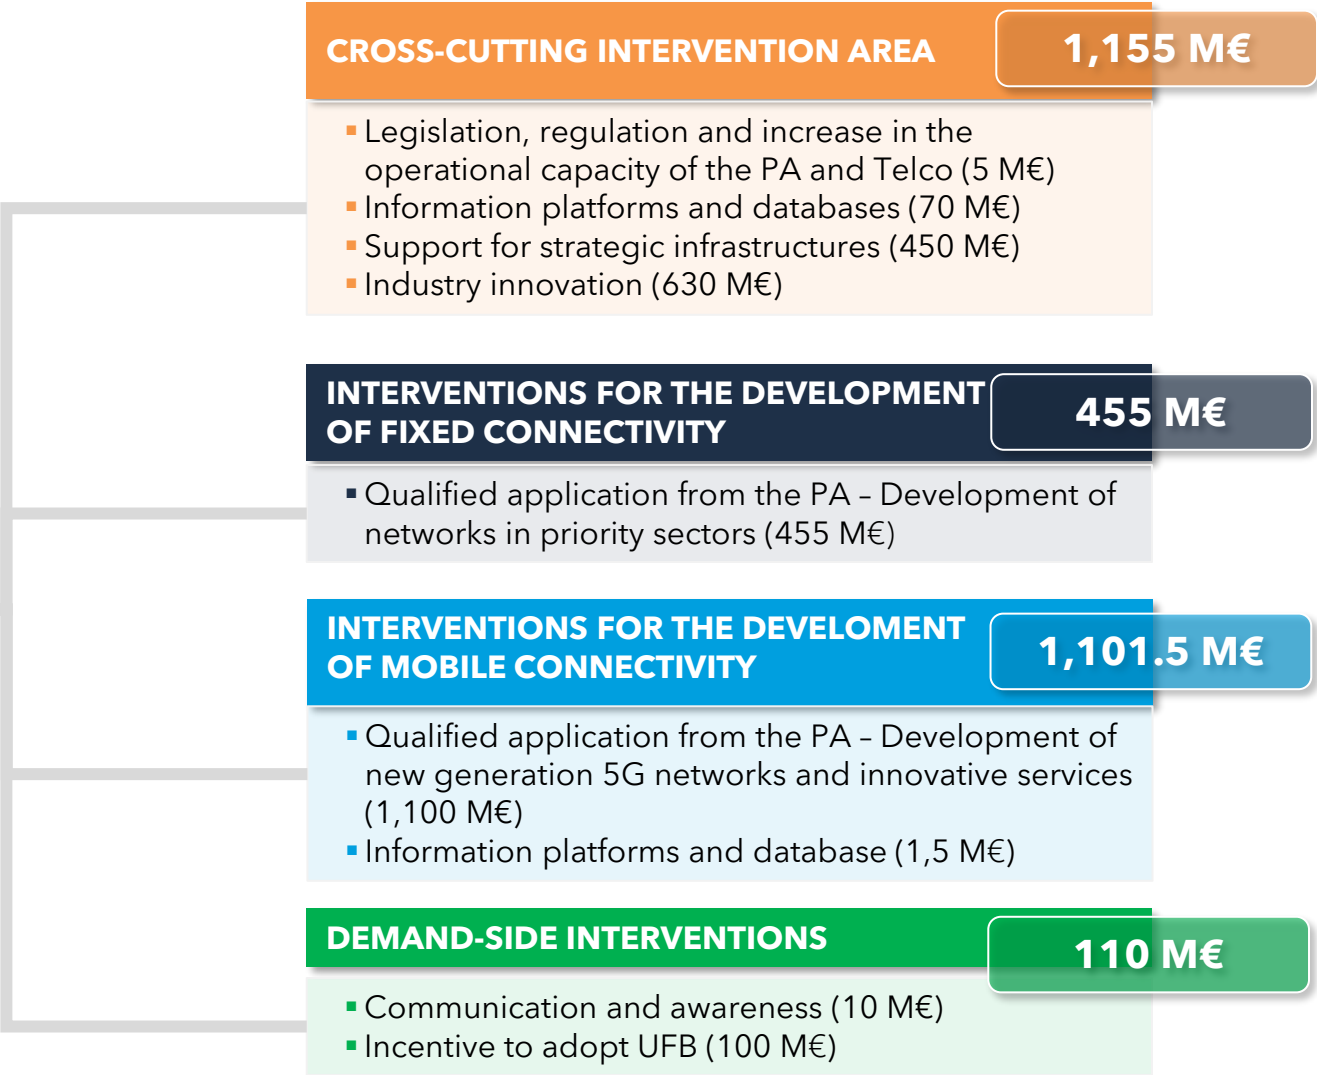 CROSS-CUTTING INTERVENTION AREA
1,155 M€
▪ Legislation, regulation and increase in the
operational capacity of the PA and Telco (5 M€)
▪ Information platforms and databases (70 M€)
▪ Support for strategic infrastructures (450 M€)
▪ Industry innovation (630 M€)
INTERVENTIONS FOR THE DEVELOPMENT
OF FIXED CONNECTIVITY
455 M€
▪ Qualified application from the PA – Development of
networks in priority sectors (455 M€)
INTERVENTIONS FOR THE DEVELOMENT
OF MOBILE CONNECTIVITY
1,101.5 M€
▪ Qualified application from the PA – Development of
new generation 5G networks and innovative services
(1,100 M€)
▪ Information platforms and database (1,5 M€)
DEMAND-SIDE INTERVENTIONS
110 M€
▪ Communication and awareness (10 M€)
▪ Incentive to adopt UFB (100 M€)